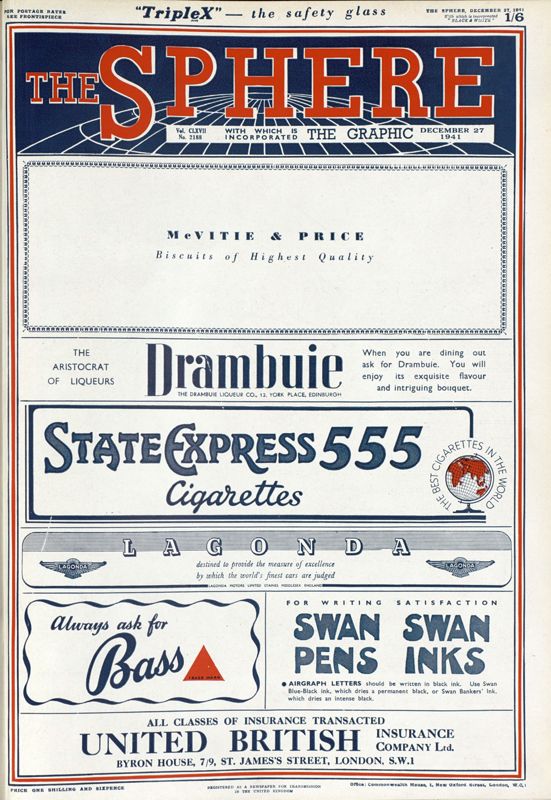 FOR POSTAGE RATES
SEE FRONTISPIECE
"TripleX" — the safety glass
THE SPHERE, DECEMBER 27, 1941
With which is incorporated
"BLACK & WHITE"
1/6
THE SPHERE
Vol. CLXVII
No. 2188
WITH WHICH IS
INCORPORATED
THE GRAPHIC
DECEMBER 27
1941
McVITIE & PRICE
Biscuits of Highest Quality
THE
ARISTOCRAT
OF LIQUEURS
Drambuie
THE DRAMBUIE LIQUEUR CO., 12, YORK PLACE, EDINBURGH
When you are dining out
ask for Drambuie. You will
enjoy its exquisite flavour
and intriguing bouquet.
STATE EXPRESS 555
Cigarettes
THE BEST CIGARETTES IN THE WORLD
LAGONDA
LAGONDA
destined to provide the measure of excellence
by which the world's finest cars are judged
LAGONDA
LAGONDA MOTORS LIMITED STAINES MIDDLESEX ENGLAND
Always ask for
Bass
TRADE MARK
FOR WRITING SATISFACTION
SWAN SWAN
PENS INKS
● AIRGRAPH LETTERS should be written in black ink. Use Swan
Blue-Black ink, which dries a permanent black, or Swan Bankers' Ink,
which dries an intense black.
ALL CLASSES OF INSURANCE TRANSACTED
UNITED BRITISH INSURANCE COMPANY Ltd.
BYRON HOUSE, 7/9, ST. JAMES'S STREET, LONDON, S.W.1
PRICE ONE SHILLING AND SIXPENCE
REGISTERED AS A NEWSPAPER FOR TRANSMISSION
IN THE UNITED KINGDOM
Office: Commonwealth House, 1, New Oxford Street, London, W.C.1